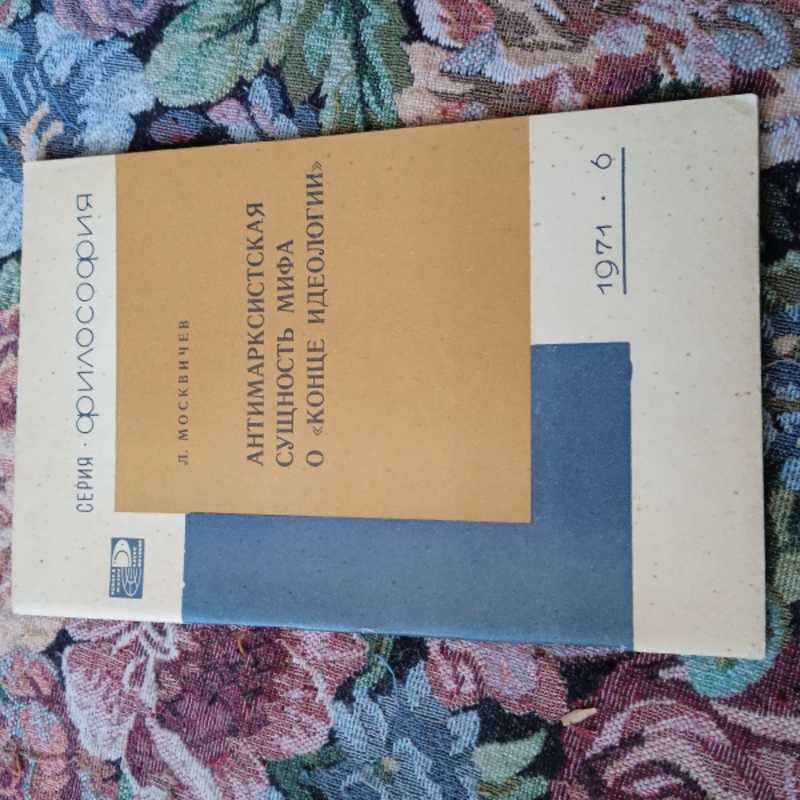 СЕРИЯ · ФИЛОСОФИЯ
Л. МОСКВИЧЕВ
АНТИМАРКСИСТСКАЯ
СУЩНОСТЬ МИФА
О «КОНЦЕ ИДЕОЛОГИИ»
1971 · 6